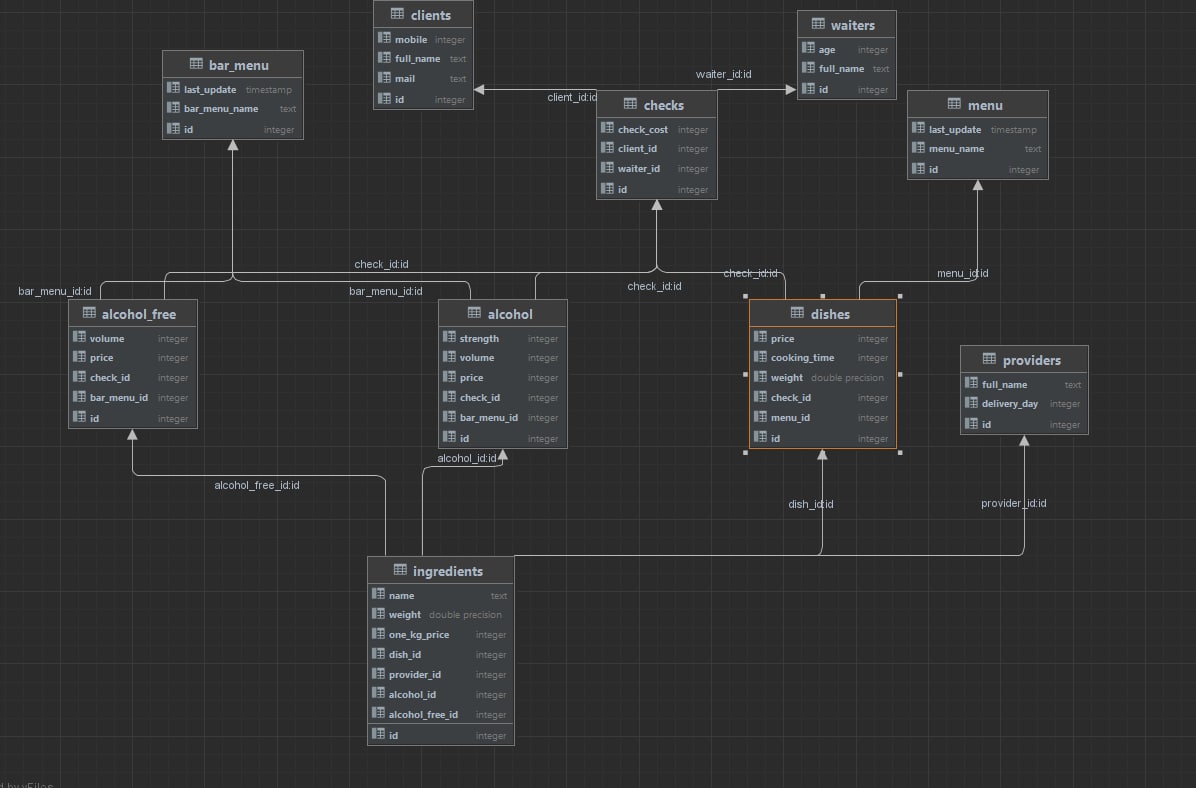 clients
mobile integer
full_name text
mail text
id integer
waiters
age integer
full_name text
id integer
bar_menu
last_update timestamp
bar_menu_name text
id integer
waiter_id:id
client_id:id
checks
check_cost integer
client_id integer
waiter_id integer
id integer
menu
last_update timestamp
menu_name text
id integer
check_id:id
check_id:id
menu_id:id
check_id:id
bar_menu_id:id
bar_menu_id:id
alcohol_free
volume integer
price integer
check_id integer
bar_menu_id integer
id integer
alcohol
strength integer
volume integer
price integer
check_id integer
bar_menu_id integer
id integer
dishes
price integer
cooking_time integer
weight double precision
check_id integer
menu_id integer
id integer
providers
full_name text
delivery_day integer
id integer
alcohol_id:id
alcohol_free_id:id
dish_id:id
provider_id:id
ingredients
name text
weight double precision
one_kg_price integer
dish_id integer
provider_id integer
alcohol_id integer
alcohol_free_id integer
id integer